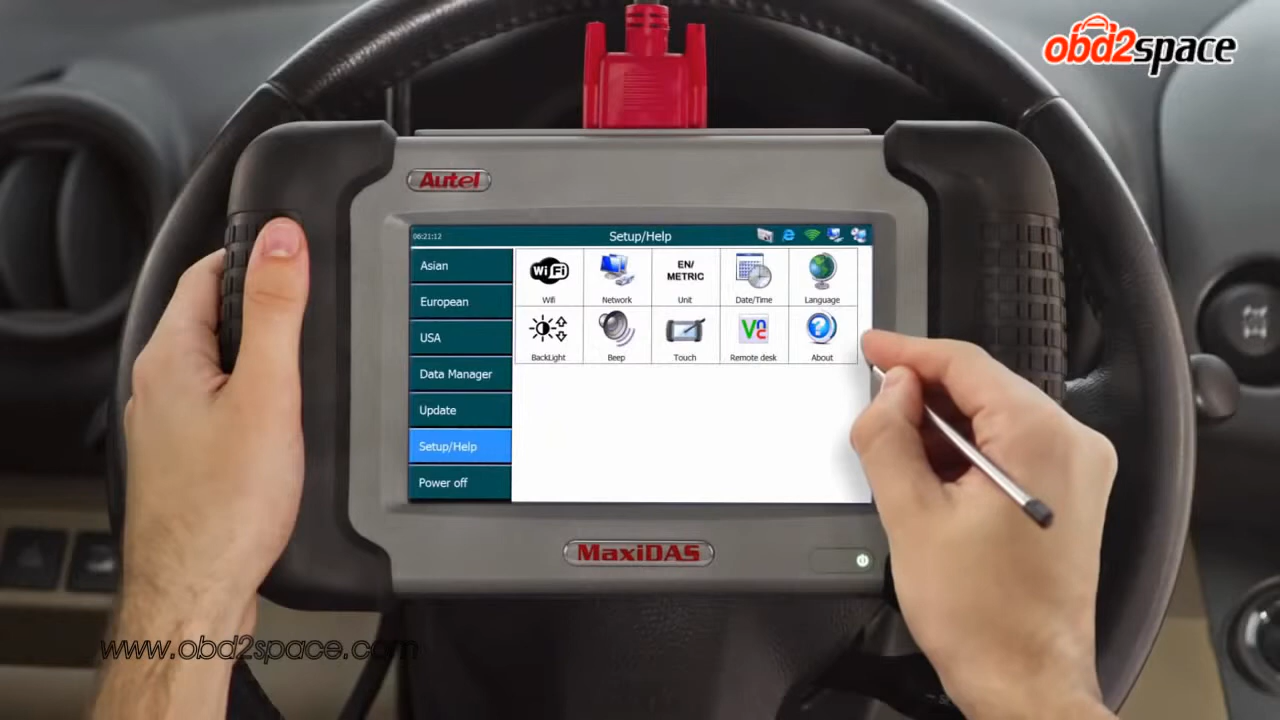 obd2space
Autel
06:21:12
Setup/Help
Asian
European
USA
Data Manager
Update
Setup/Help
Power off
WiFi
Wifi
Network
EN/
METRIC
Unit
Date/Time
Language
BackLight
Beep
Touch
VNC
Remote desk
?
About
MaxiDAS
www.obd2space.com